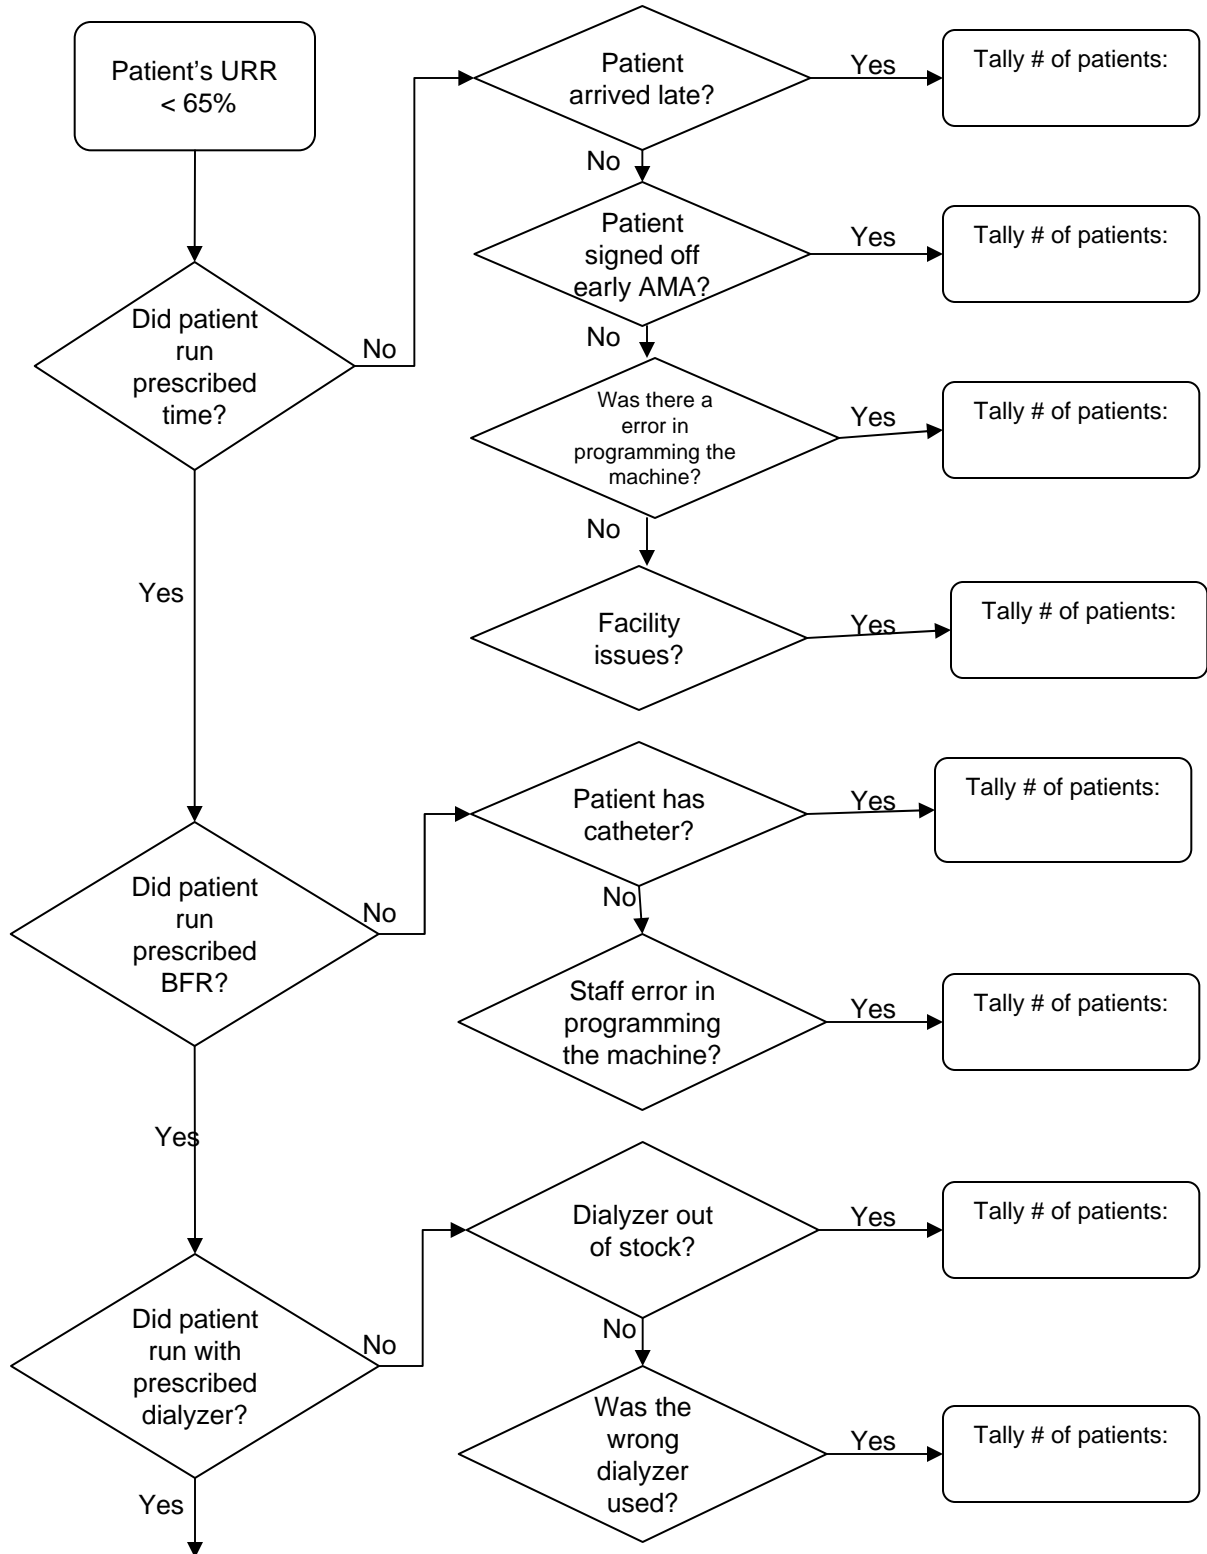 Patient's URR
< 65%
Patient
arrived late?
Yes
Tally # of patients:
No
Patient
signed off
early AMA?
Yes
Tally # of patients:
Did patient
run
prescribed
time?
No
No
Was there a
error in
programming the
machine?
Yes
Tally # of patients:
No
Yes
Facility
issues?
Yes
Tally # of patients:
Patient has
catheter?
Yes
Tally # of patients:
Did patient
run
prescribed
BFR?
No
No
Staff error in
programming
the machine?
Yes
Tally # of patients:
Yes
Dialyzer out
of stock?
Yes
Tally # of patients:
Did patient
run with
prescribed
dialyzer?
No
No
Was the
wrong
dialyzer
used?
Yes
Tally # of patients:
Yes